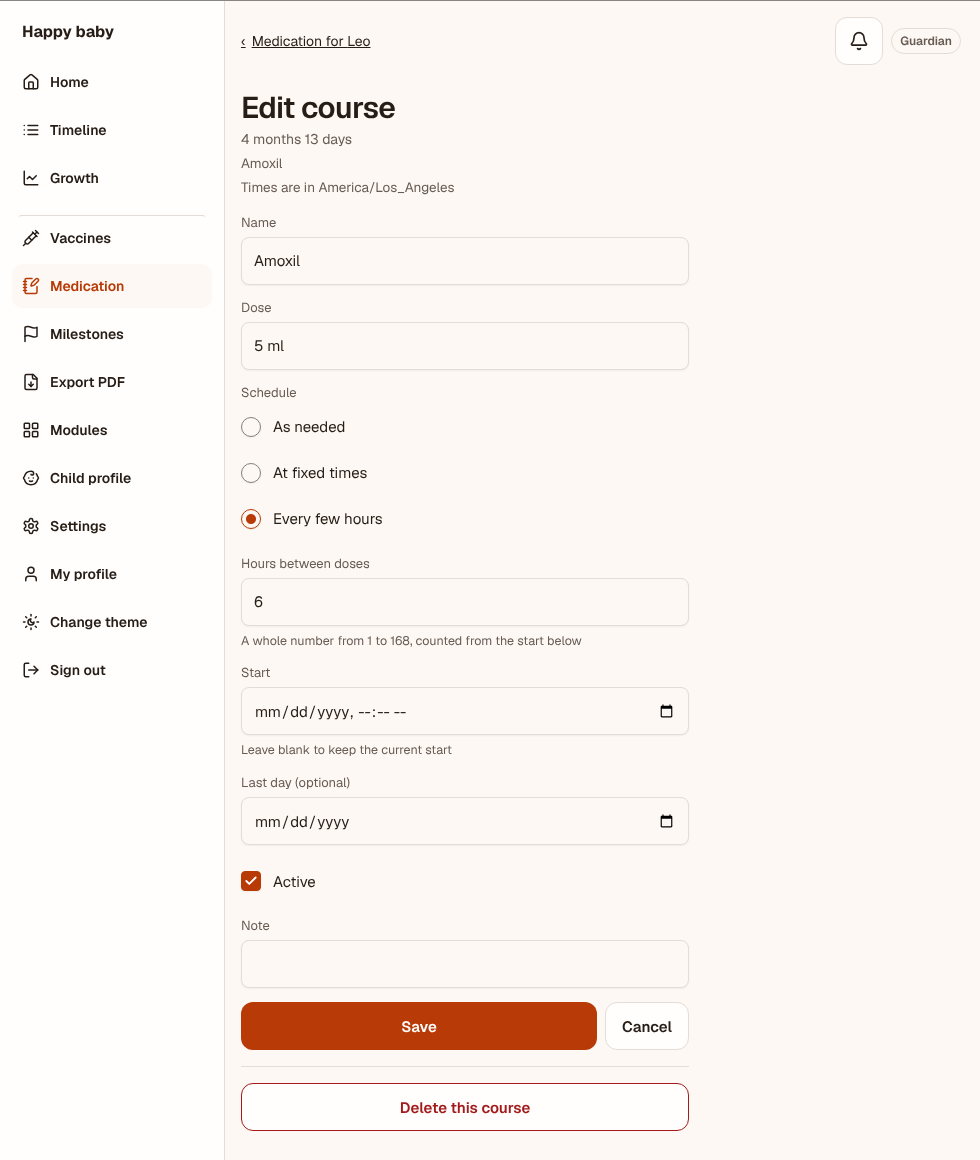 Happy baby
Home
Timeline
Growth
Vaccines
Medication
Milestones
Export PDF
Modules
Child profile
Settings
My profile
Change theme
Sign out
‹ Medication for Leo
Guardian
Edit course
4 months 13 days
Amoxil
Times are in America/Los_Angeles
Name
Amoxil
Dose
5 ml
Schedule
As needed
At fixed times
Every few hours
Hours between doses
6
A whole number from 1 to 168, counted from the start below
Start
mm/dd/yyyy, --:-- --
Leave blank to keep the current start
Last day (optional)
mm/dd/yyyy
Active
Note
Save
Cancel
Delete this course